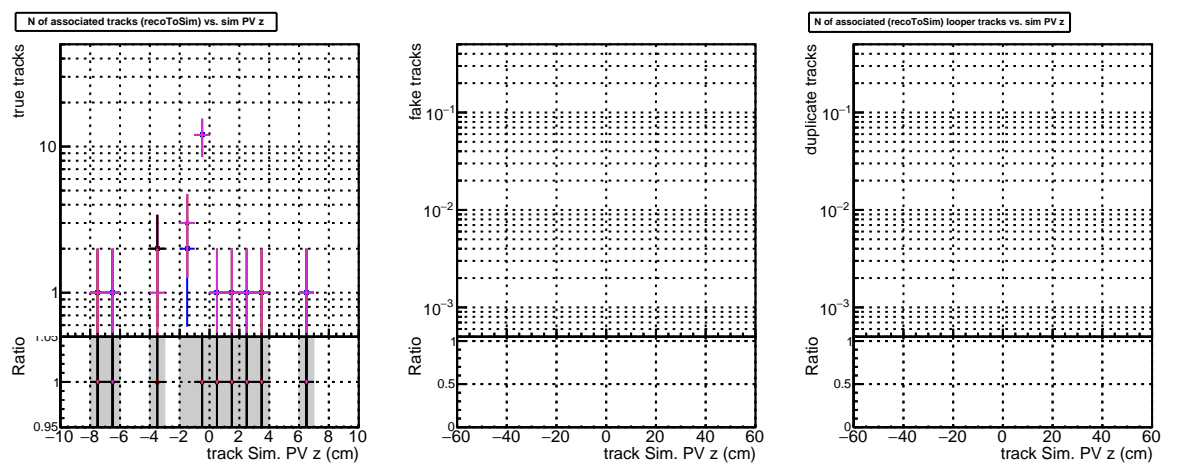 N of associated tracks (recoToSim) vs. sim PV z
true tracks
10
1
Ratio
1.05
1
0.95
−10 −8 −6 −4 −2 0 2 4 6 8 10
track Sim. PV z (cm)
fake tracks
10−1
10−2
10−3
Ratio
1
0.5
0
−60 −40 −20 0 20 40 60
track Sim. PV z (cm)
N of associated (recoToSim) looper tracks vs. sim PV z
duplicate tracks
10−1
10−2
10−3
Ratio
1
0.5
0
−60 −40 −20 0 20 40 60
track Sim. PV z (cm)